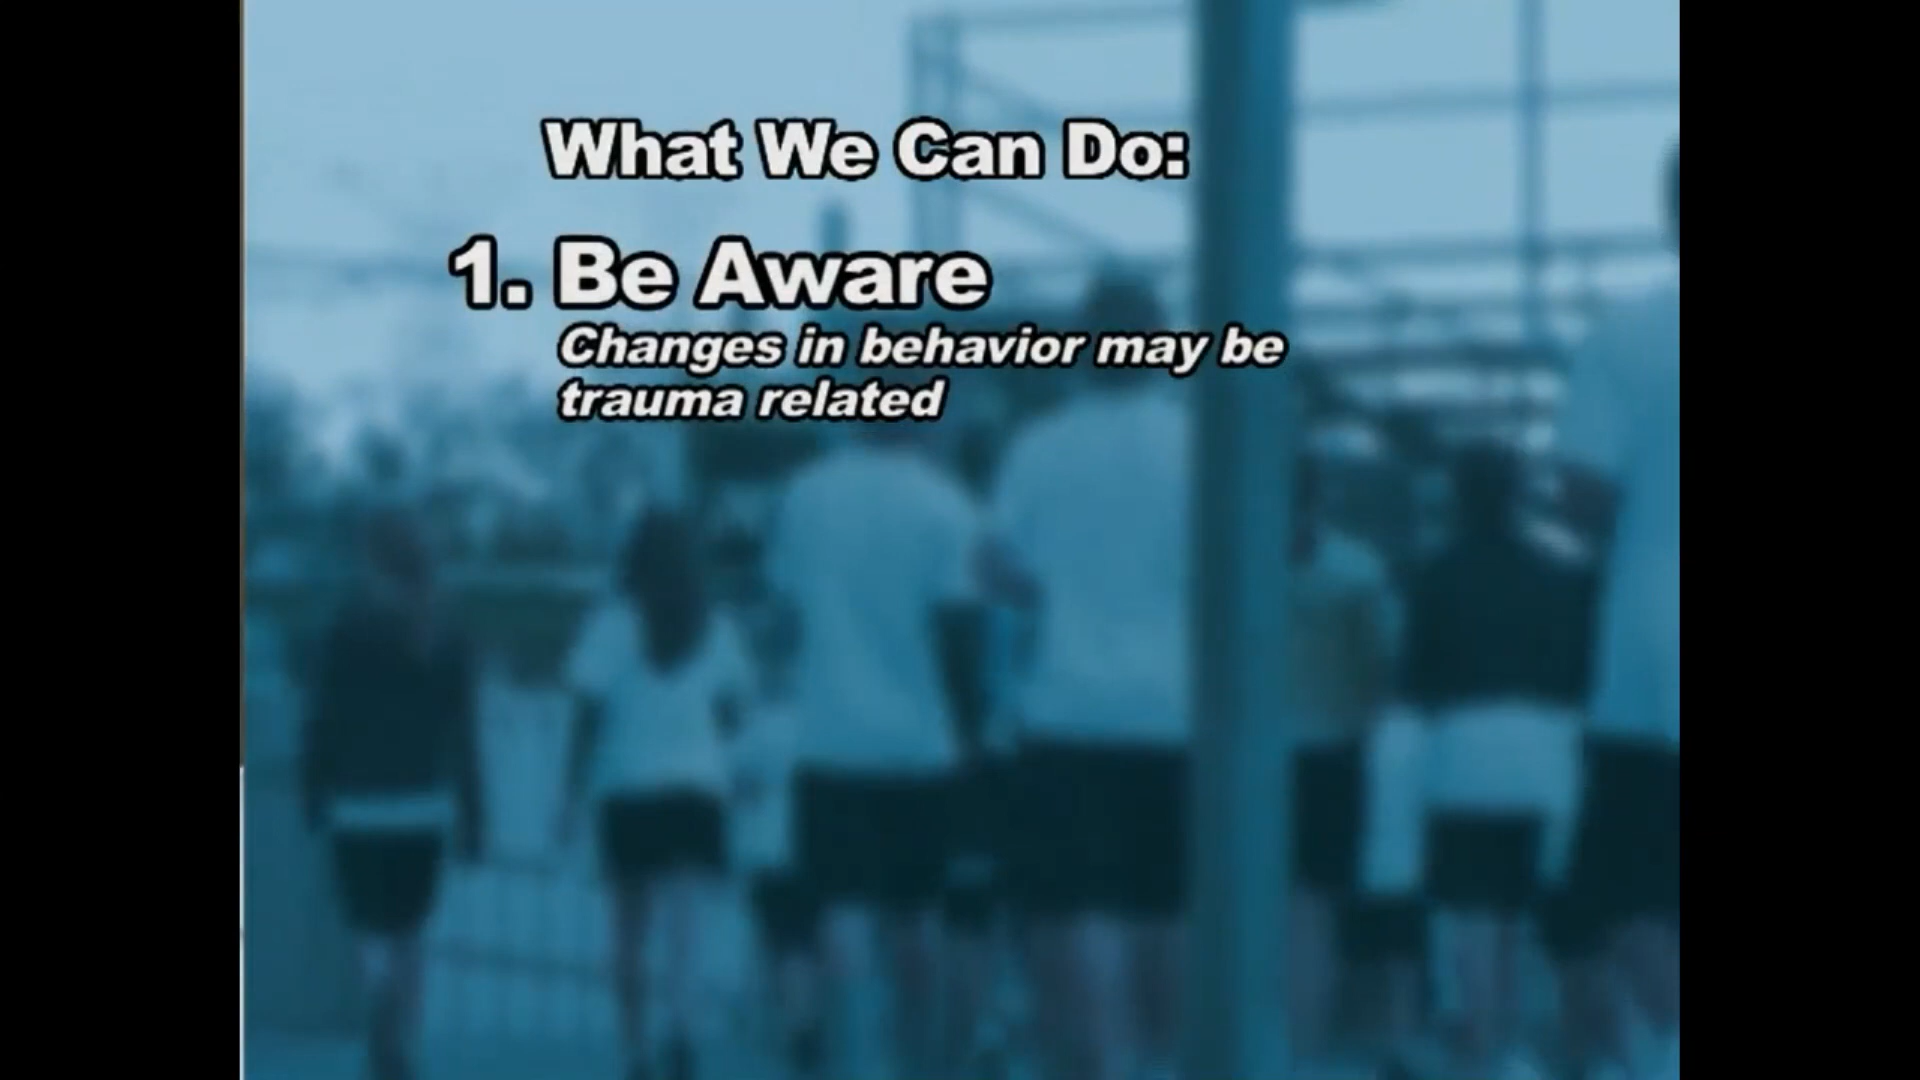 What We Can Do:
1. Be Aware
Changes in behavior may be
trauma related